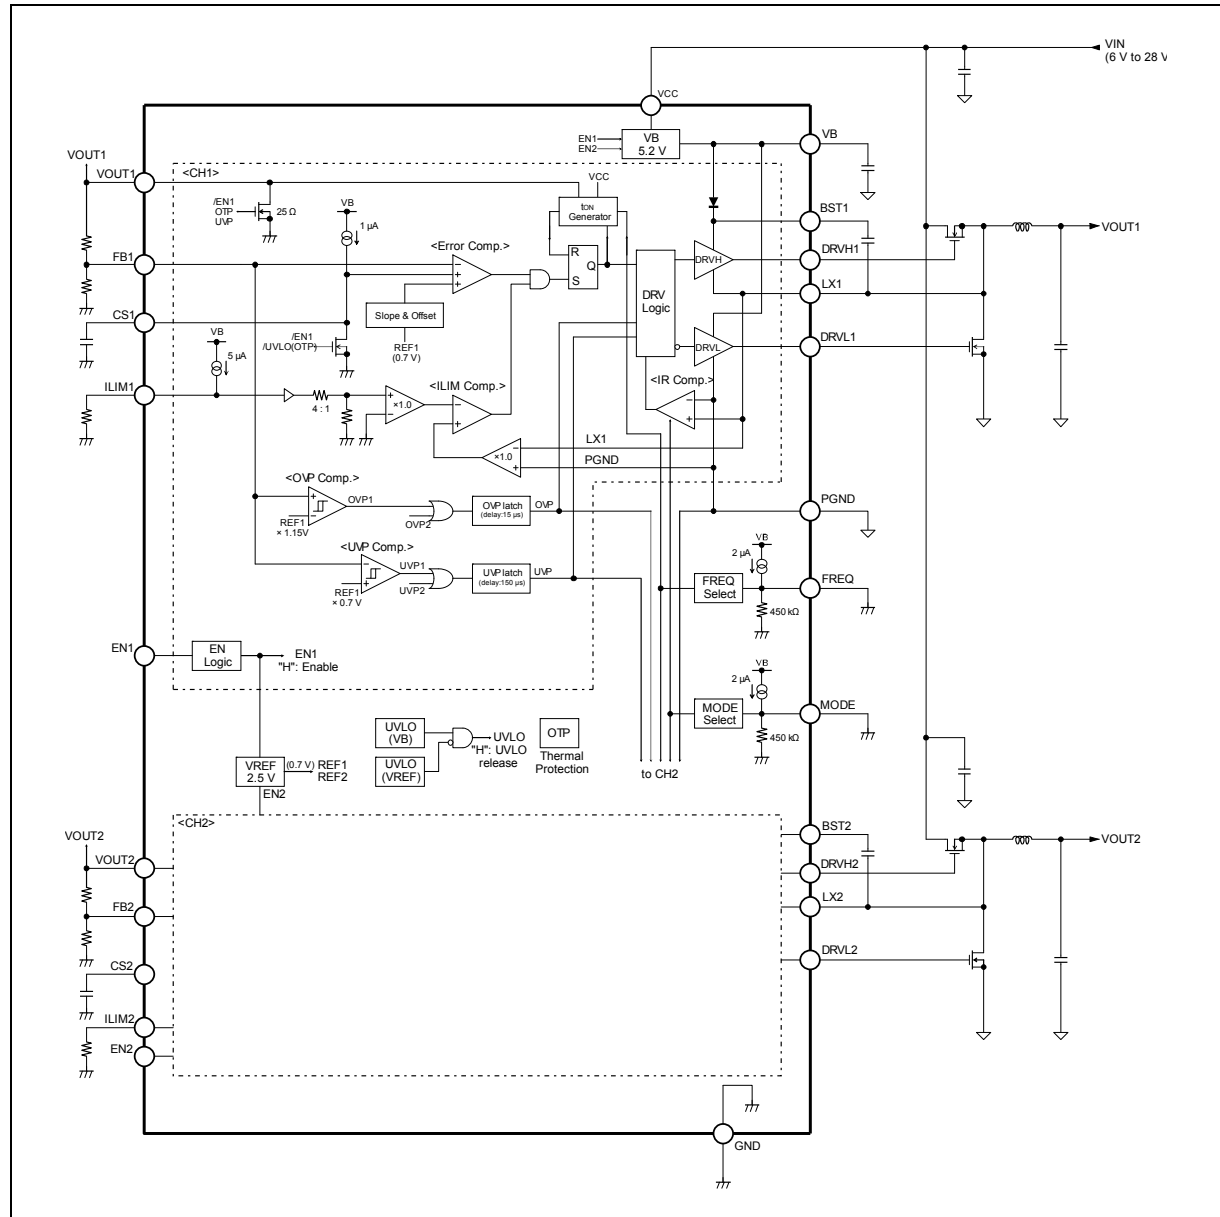 VIN
(6 V to 28 V
VCC
EN1
EN2
VB
5.2 V
VB
VOUT1
VOUT1
<CH1>
/EN1
OTP
UVP
25 Ω
VB
1 µA
VCC
tON
Generator
BST1
VOUT1
<Error Comp.>
R
Q
S
DRVH
DRVH1
FB1
LX1
DRV
Logic
Slope & Offset
REF1
(0.7 V)
CS1
VB
/EN1
/UVLO(OTP)
DRVL
DRVL1
5 µA
<IR Comp.>
ILIM1
4 : 1
×1.0
<ILIM Comp.>
LX1
×1.0
PGND
<OVP Comp.>
OVP1
REF1
× 1.15V
OVP2
OVP latch
(delay:15 µs)
OVP
PGND
<UVP Comp.>
UVP1
REF1
× 0.7 V
UVP2
UVP latch
(delay:150 µs)
UVP
VB
2 µA
FREQ
Select
FREQ
450 kΩ
EN1
EN
Logic
EN1
"H": Enable
VB
2 µA
MODE
Select
MODE
450 kΩ
UVLO
(VB)
UVLO
(VREF)
UVLO
"H": UVLO
release
OTP
Thermal
Protection
VREF
2.5 V
(0.7 V)
REF1
REF2
EN2
to CH2
<CH2>
VOUT2
VOUT2
BST2
VOUT2
DRVH2
FB2
LX2
CS2
DRVL2
ILIM2
EN2
GND